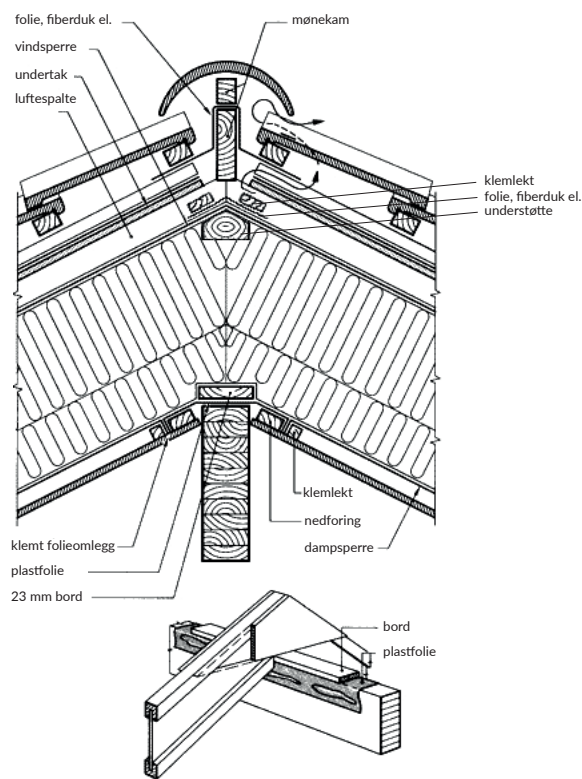 folie, fiberduk el.
mønekam
vindsperre
undertak
luftespalte
klemlekt
folie, fiberduk el.
understøtte
klemlekt
nedforing
dampsperre
klemt folieomlegg
plastfolie
23 mm bord
bord
plastfolie